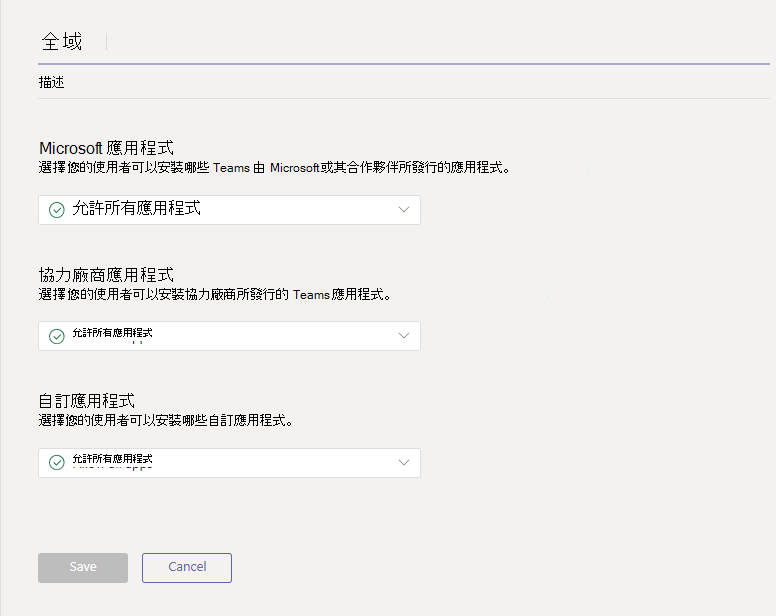 全域
描述
Microsoft 應用程式
選擇您的使用者可以安裝哪些 Teams 由 Microsoft或其合作夥伴所發行的應用程式。
允許所有應用程式
協力廠商應用程式
選擇您的使用者可以安裝協力廠商所發行的 Teams應用程式。
允許所有應用程式
自訂應用程式
選擇您的使用者可以安裝哪些自訂應用程式。
允許所有應用程式
Save
Cancel